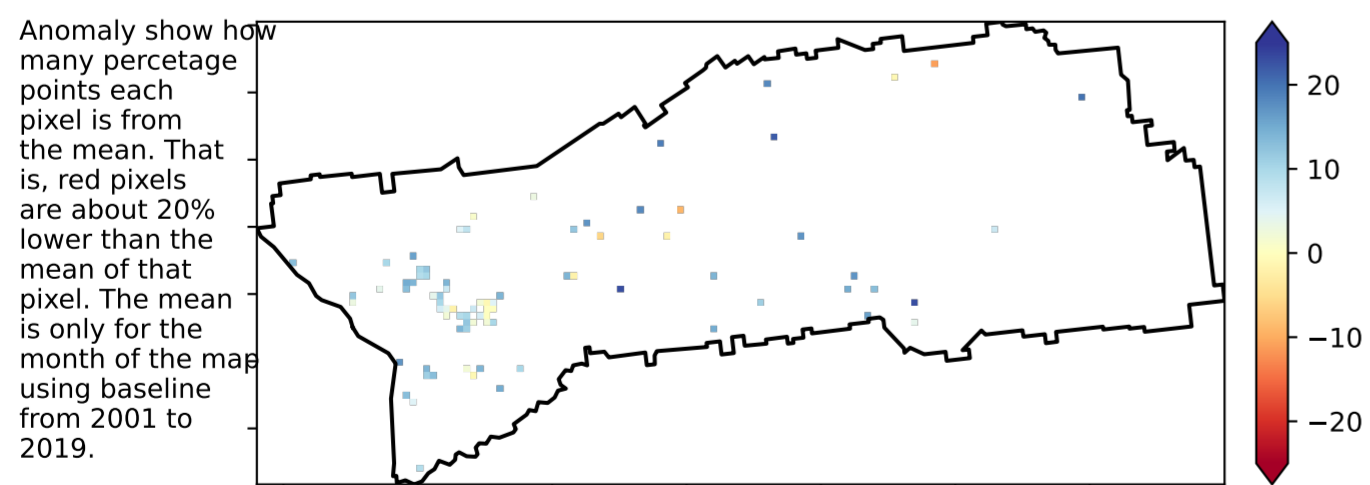 Anomaly show how
many percetage
points each
pixel is from
the mean. That
is, red pixels
are about 20%
lower than the
mean of that
pixel. The mean
is only for the
month of the map
using baseline
from 2001 to
2019.
20
10
0
−10
−20